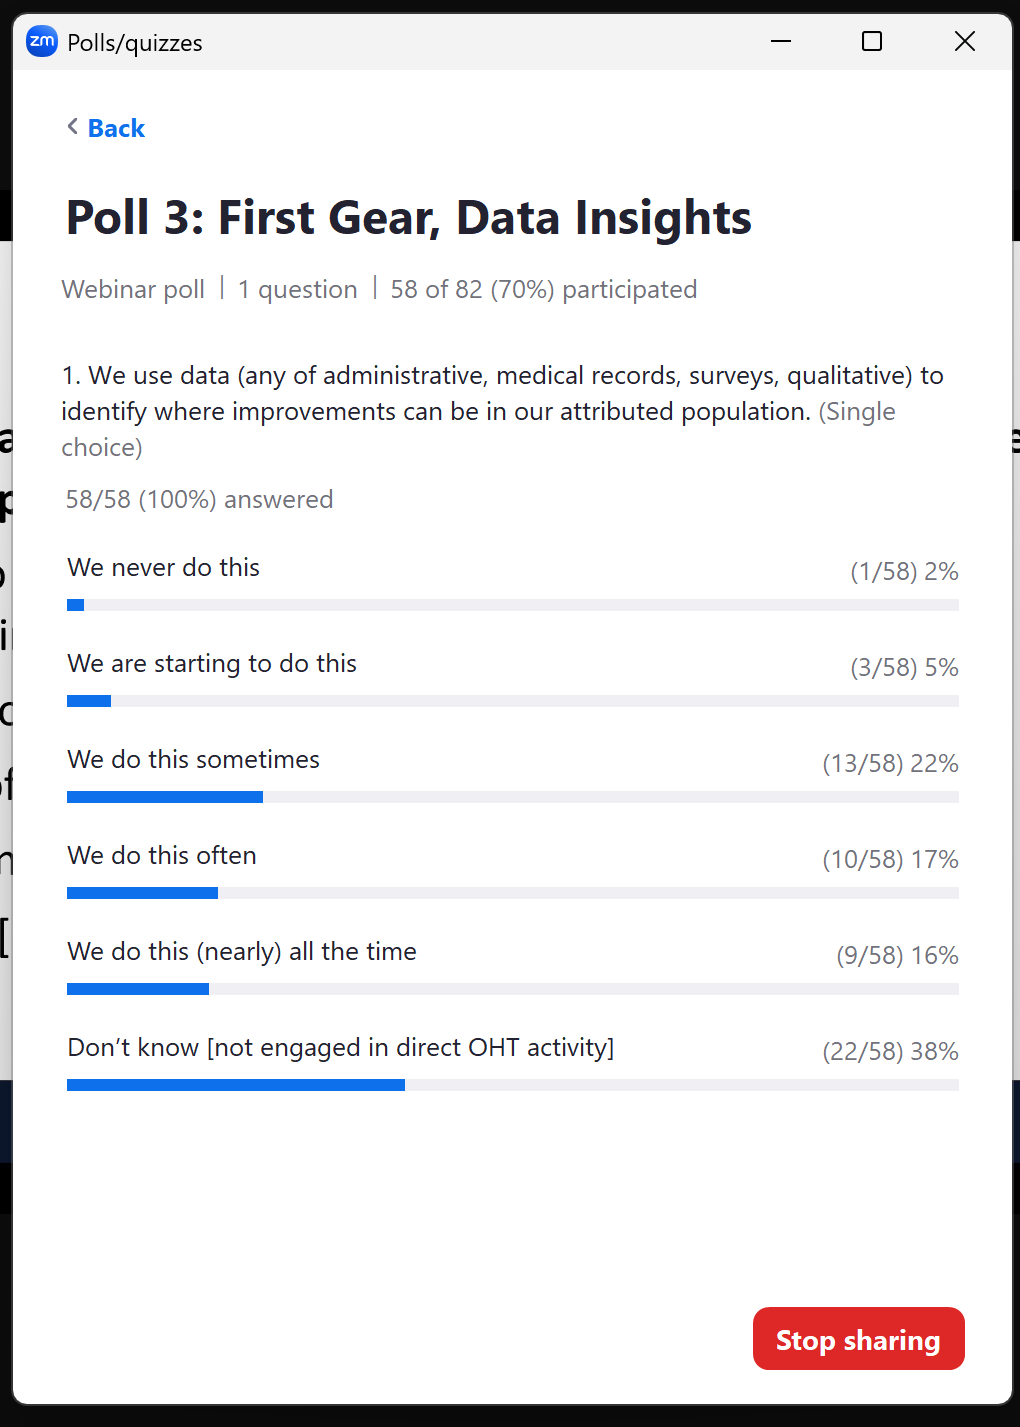 zm Polls/quizzes
Back
Poll 3: First Gear, Data Insights
Webinar poll | 1 question | 58 of 82 (70%) participated
1. We use data (any of administrative, medical records, surveys, qualitative) to
identify where improvements can be in our attributed population. (Single
choice)
58/58 (100%) answered
We never do this (1/58) 2%
We are starting to do this (3/58) 5%
We do this sometimes (13/58) 22%
We do this often (10/58) 17%
We do this (nearly) all the time (9/58) 16%
Don’t know [not engaged in direct OHT activity] (22/58) 38%
Stop sharing